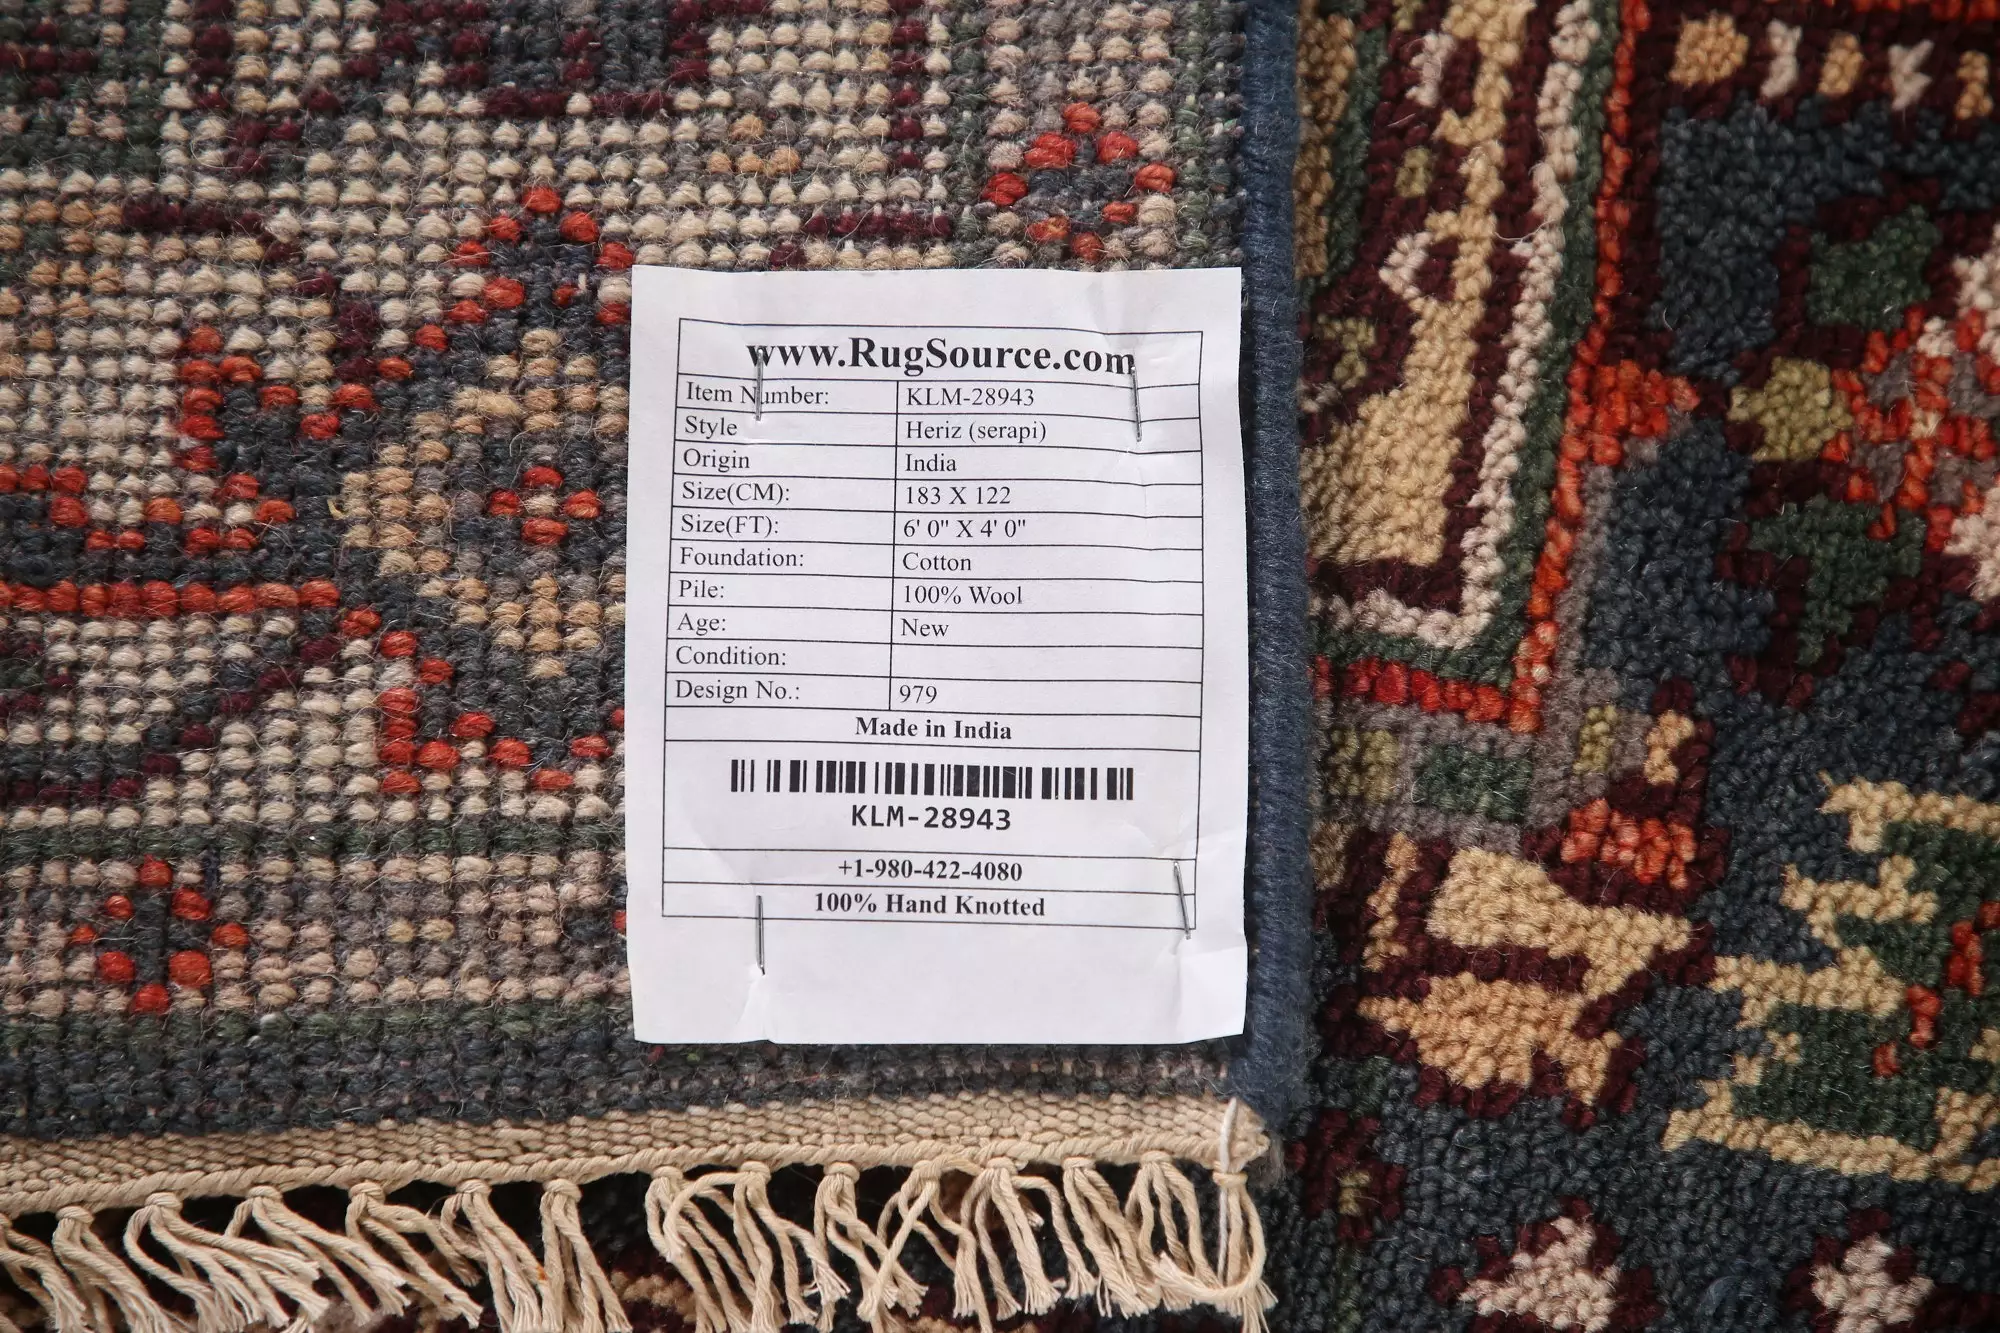 www.RugSource.com
Item Number: KLM-28943
Style Heriz (serapi)
Origin India
Size(CM): 183 X 122
Size(FT): 6' 0" X 4' 0"
Foundation: Cotton
Pile: 100% Wool
Age: New
Condition:
Design No.: 979
Made in India
KLM-28943
+1-980-422-4080
100% Hand Knotted